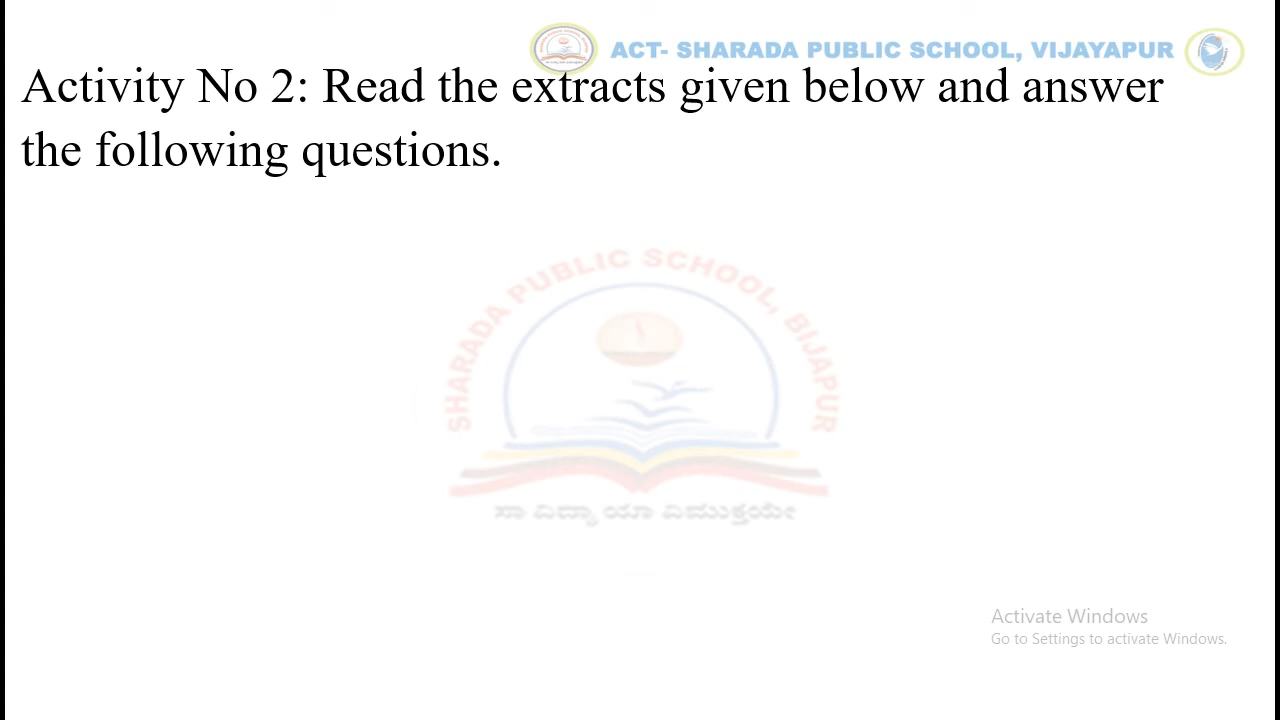 ACT- SHARADA PUBLIC SCHOOL, VIJAYAPUR
Activity No 2: Read the extracts given below and answer
the following questions.
SHARADA PUBLIC SCHOOL, BIJAPUR
ಸಾ ವಿದ್ಯಾ ಯಾ ವಿಮುಕ್ತಯೇ
Activate Windows
Go to Settings to activate Windows.